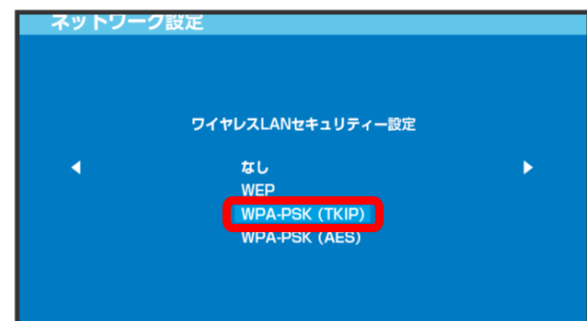 ネットワーク設定
ワイヤレスLANセキュリティー設定
なし
WEP
WPA-PSK (TKIP)
WPA-PSK (AES)